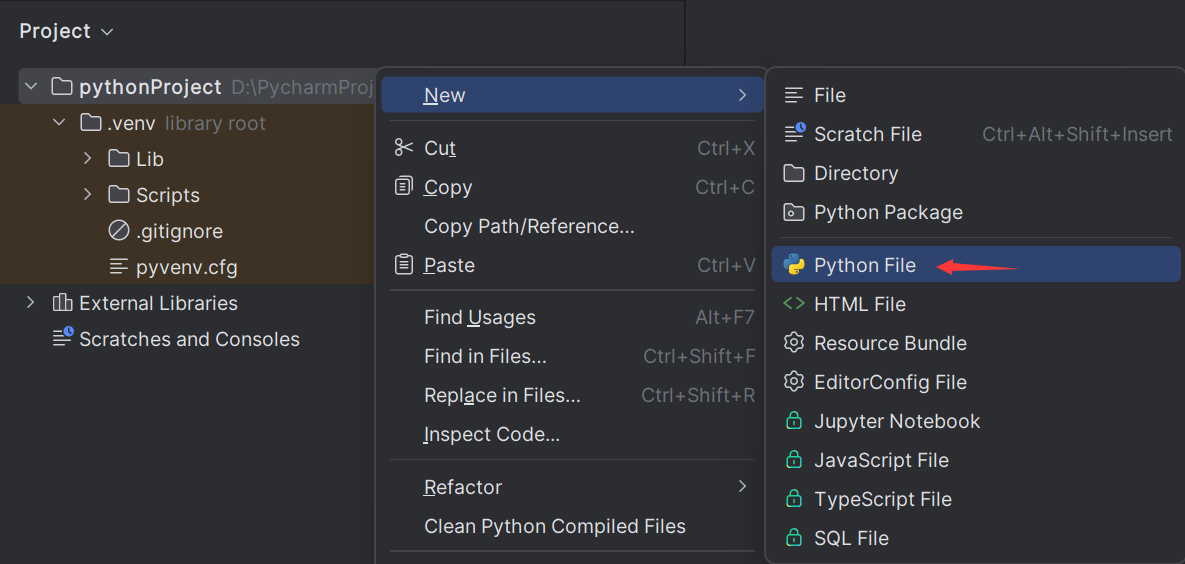 Project
pythonProject D:\PycharmProj
.venv library root
Lib
Scripts
.gitignore
pyvenv.cfg
External Libraries
Scratches and Consoles
New
Cut Ctrl+X
Copy Ctrl+C
Copy Path/Reference...
Paste Ctrl+V
Find Usages Alt+F7
Find in Files... Ctrl+Shift+F
Replace in Files... Ctrl+Shift+R
Inspect Code...
Refactor
Clean Python Compiled Files
File
Scratch File Ctrl+Alt+Shift+Insert
Directory
Python Package
Python File
HTML File
Resource Bundle
EditorConfig File
Jupyter Notebook
JavaScript File
TypeScript File
SQL File